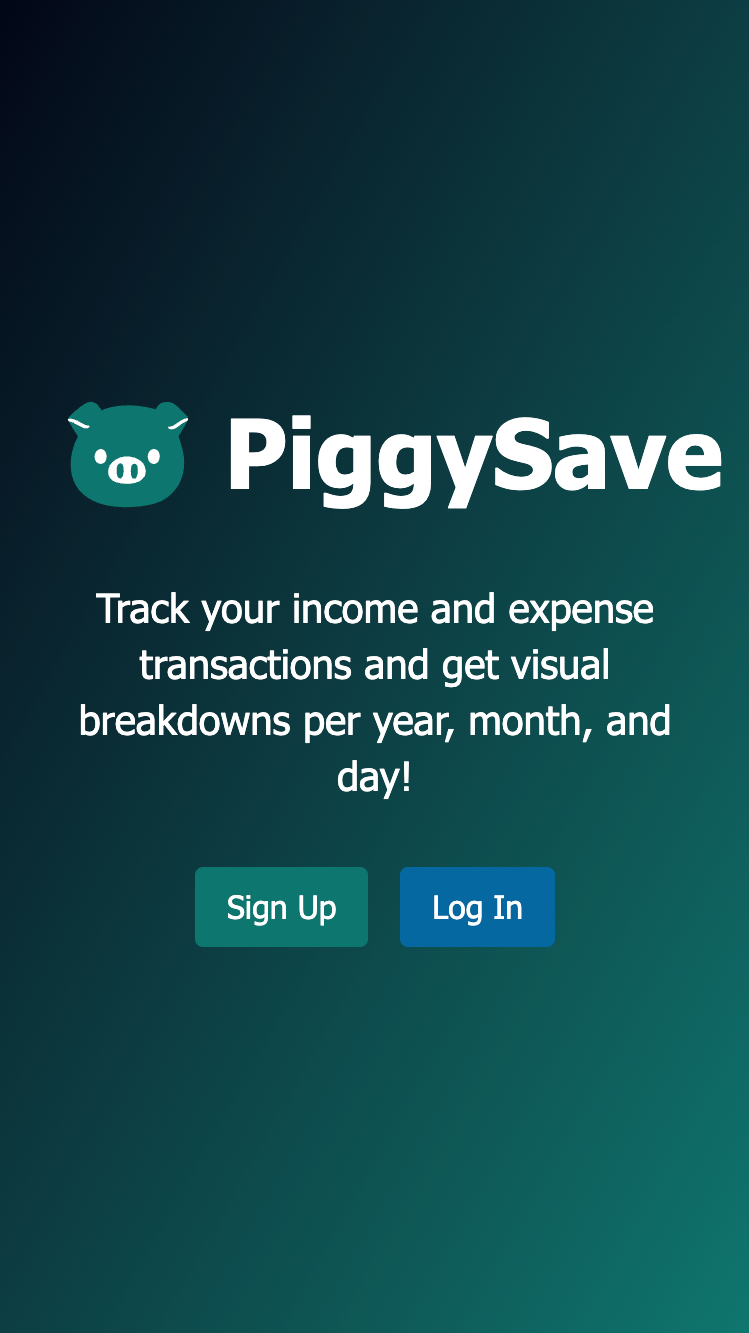 PiggySave
Track your income and expense
transactions and get visual
breakdowns per year, month, and
day!
Sign Up
Log In